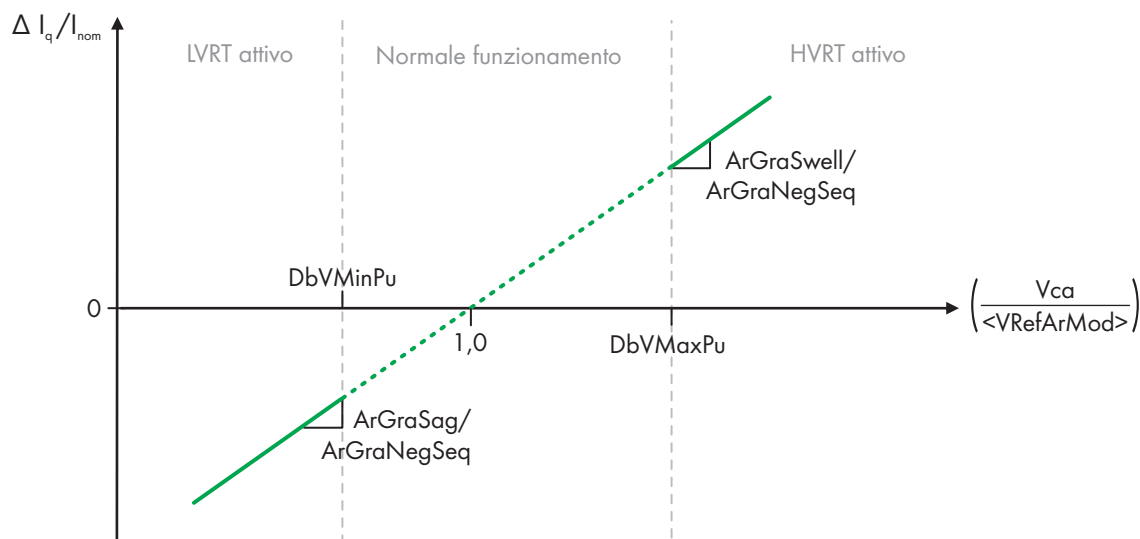 Δ Iq/Inom
LVRT attivo
Normale funzionamento
HVRT attivo
ArGraSwell/
ArGraNegSeq
DbVMinPu
0
1,0
DbVMaxPu
Vca
<VRefArMod>
ArGraSag/
ArGraNegSeq